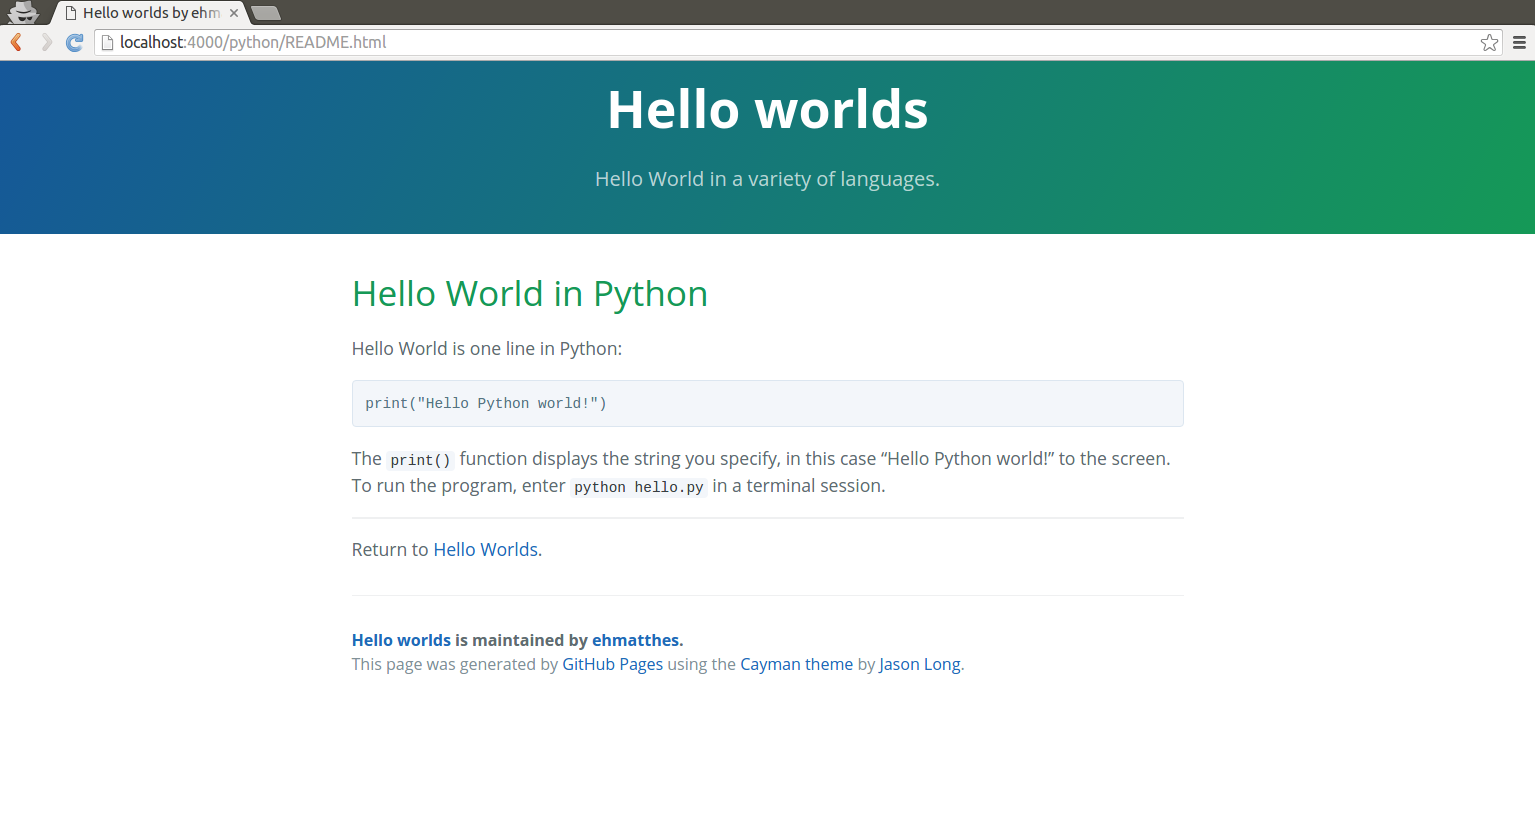 Hello worlds by ehm
localhost:4000/python/README.html
Hello worlds
Hello World in a variety of languages.
Hello World in Python
Hello World is one line in Python:
print("Hello Python world!")
The print() function displays the string you specify, in this case “Hello Python world!” to the screen.
To run the program, enter python hello.py in a terminal session.
Return to Hello Worlds.
Hello worlds is maintained by ehmatthes.
This page was generated by GitHub Pages using the Cayman theme by Jason Long.